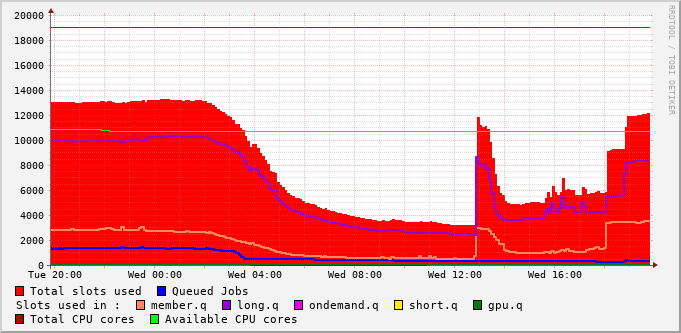 20000
18000
16000
14000
12000
10000
8000
6000
4000
2000
0
Tue 20:00 Wed 00:00 Wed 04:00 Wed 08:00 Wed 12:00 Wed 16:00
Total slots used Queued Jobs
Slots used in : member.q long.q ondemand.q short.q gpu.q
Total CPU cores Available CPU cores
RRDTOOL / TOBI OETIKER